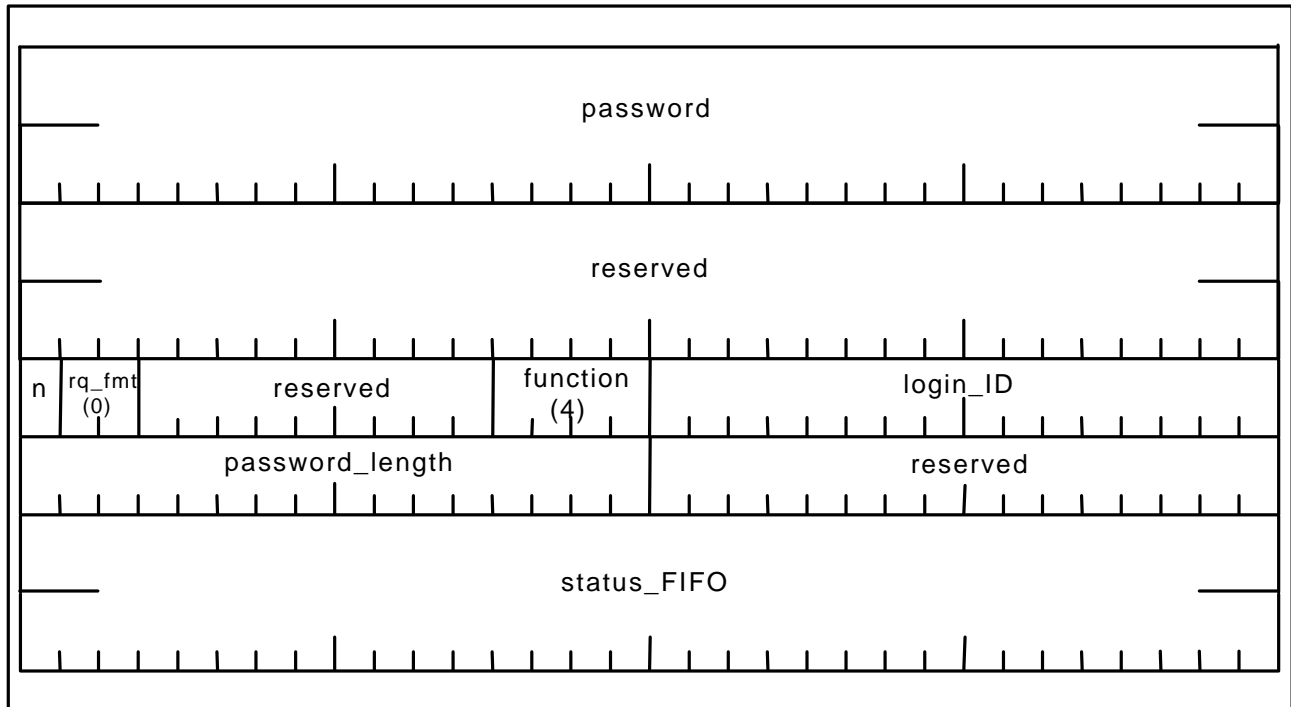 password
reserved
n
rq_fmt
(0)
reserved
function
(4)
login_ID
password_length
reserved
status_FIFO